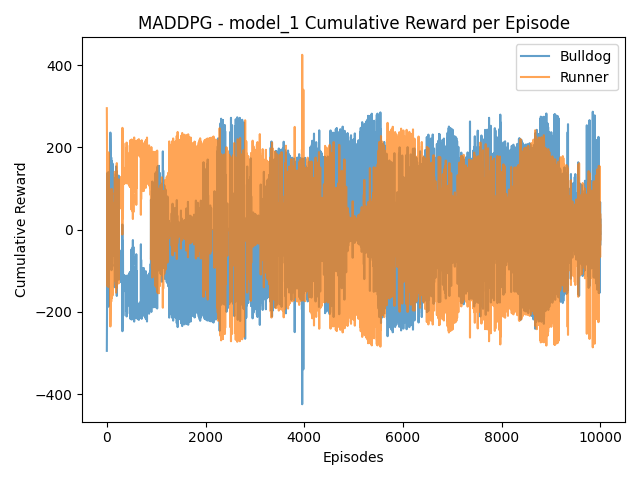 MADDPG - model_1 Cumulative Reward per Episode
Bulldog
Runner
Cumulative Reward
400
200
0
−200
−400
0 2000 4000 6000 8000 10000
Episodes